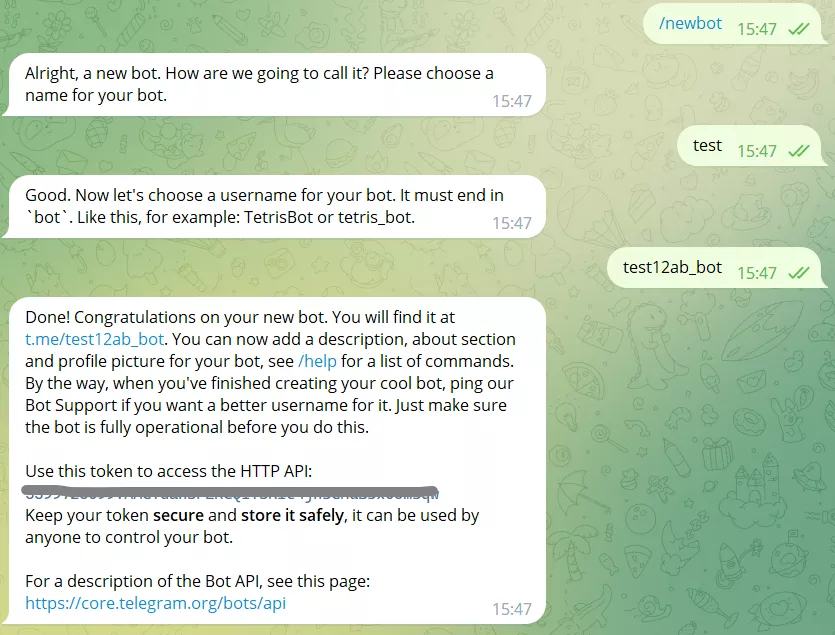 /newbot 15:47
Alright, a new bot. How are we going to call it? Please choose a
name for your bot.
15:47
test 15:47
Good. Now let's choose a username for your bot. It must end in
`bot`. Like this, for example: TetrisBot or tetris_bot.
15:47
test12ab_bot 15:47
Done! Congratulations on your new bot. You will find it at
t.me/test12ab_bot. You can now add a description, about section
and profile picture for your bot, see /help for a list of commands.
By the way, when you've finished creating your cool bot, ping our
Bot Support if you want a better username for it. Just make sure
the bot is fully operational before you do this.
Use this token to access the HTTP API:
Keep your token secure and store it safely, it can be used by
anyone to control your bot.
For a description of the Bot API, see this page:
https://core.telegram.org/bots/api
15:47